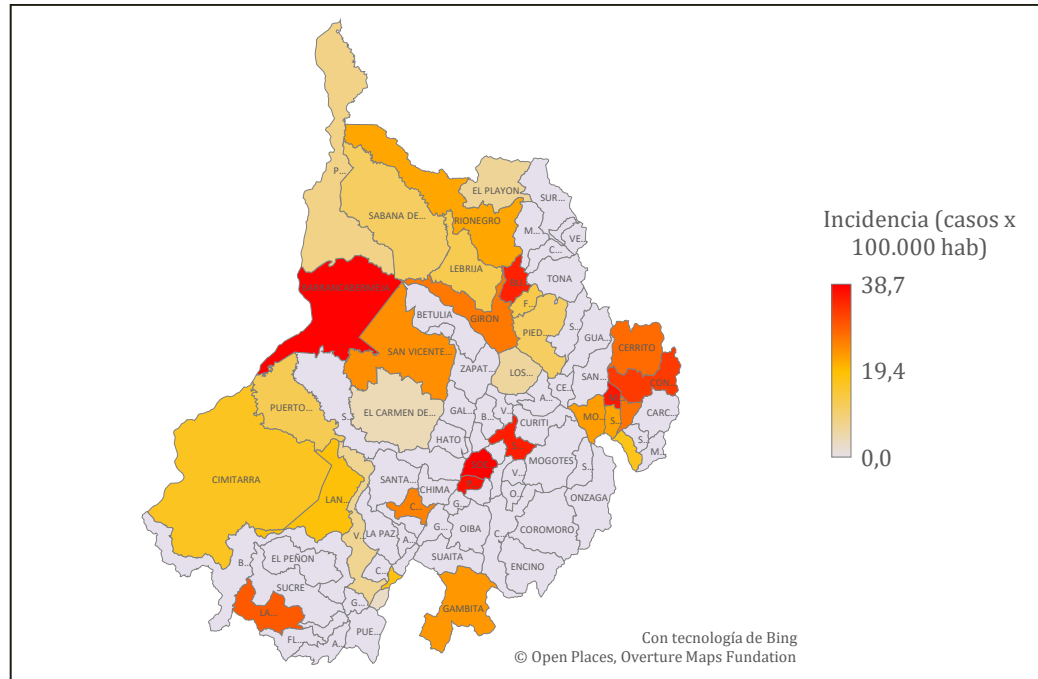 P...
EL PLAYON
SUR...
SABANA DE...
RIONEGRO
M...
VE...
C...
LEBRIJA
TONA
BETULIA
GIRON
F...
PIED...
S...
GUA...
SAN VICENTE...
CERRITO
ZAPAT...
LOS...
SAN...
CON...
CE...
PUERTO...
S...
EL CARMEN DE...
A...
GAL...
B...
V...
CURITI
MO...
S...
CARC...
HATO
S...
M...
MOGOTES
CIMITARRA
SANTA...
CHIMA
V...
S...
LAN...
C...
G...
O...
ONZAGA
V...
LA PAZ
A...
G...
OIBA
C...
COROMORO
B...
EL PEÑON
SUAITA
ENCINO
C...
SUCRE
G...
LA...
GAMBITA
FL...
A...
PUE...
Incidencia (casos x
100.000 hab)
38,7
19,4
0,0
Con tecnología de Bing
© Open Places, Overture Maps Fundation